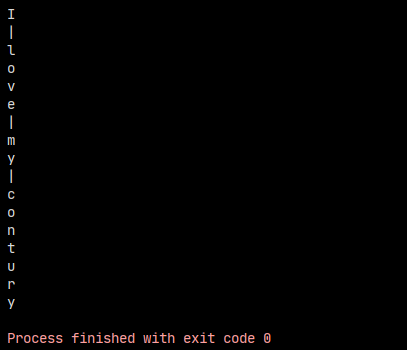 I
|
l
o
v
e
|
m
y
|
c
o
n
t
u
r
y
Process finished with exit code 0